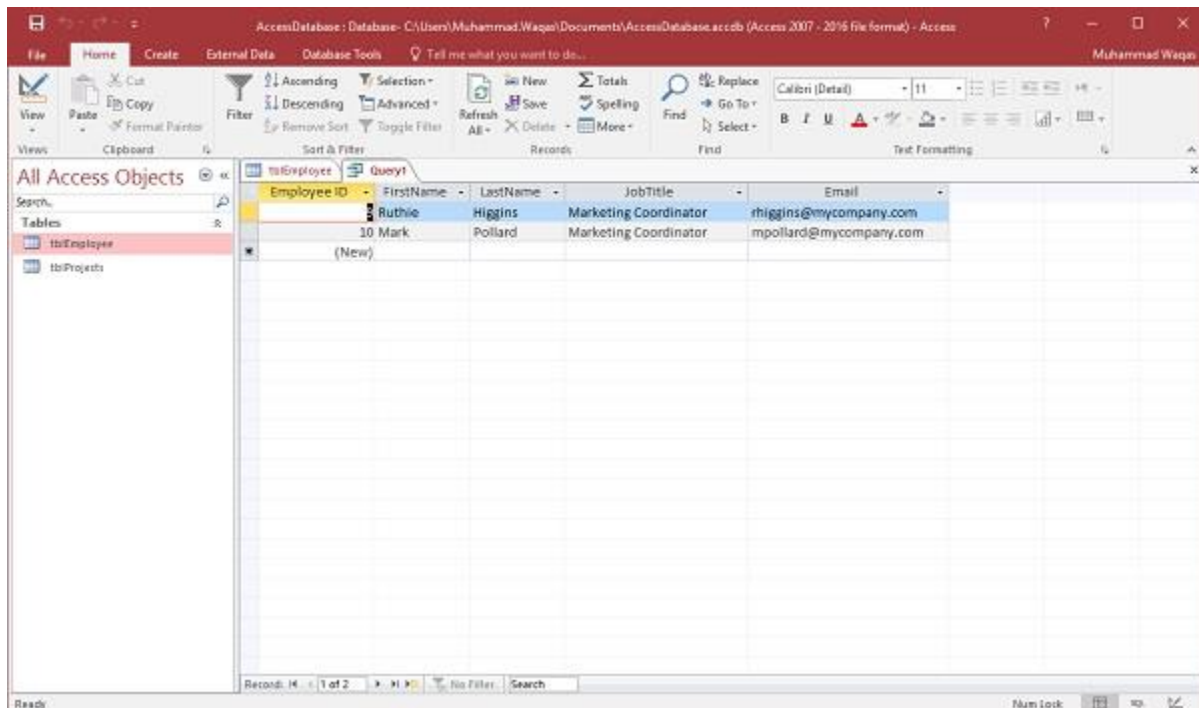 AccessDatabase : Database- C:\Users\Muhammad.Waqas\Documents\AccessDatabase.accdb (Access 2007 - 2016 file format) - Access
?
File Home Create External Data Database Tools Tell me what you want to do... Muhammad Waqas
View
Views
Paste
Cut
Copy
Format Painter
Clipboard
Filter
Ascending
Descending
Remove Sort
Selection
Advanced
Toggle Filter
Sort & Filter
Refresh
All
New
Save
Delete
Totals
Spelling
More
Records
Find
Replace
Go To
Select
Find
Calibri (Detail) 11
B I U A
Text Formatting
All Access Objects
Search..
Tables
tblEmployee
tblProjects
tblEmployee Query1
Employee ID FirstName LastName JobTitle Email
Ruthie Higgins Marketing Coordinator rhiggins@mycompany.com
10 Mark Pollard Marketing Coordinator mpollard@mycompany.com
(New)
Record: 1 of 2 No Filter Search
Ready Num Lock SQL